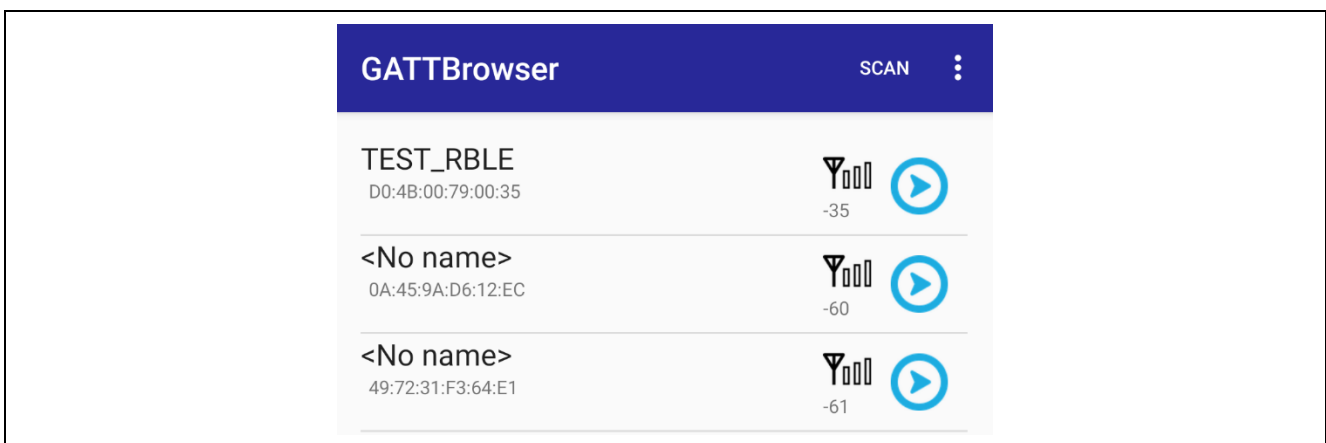 GATTBrowser SCAN
TEST_RBLE
D0:4B:00:79:00:35
-35
<No name>
0A:45:9A:D6:12:EC
-60
<No name>
49:72:31:F3:64:E1
-61